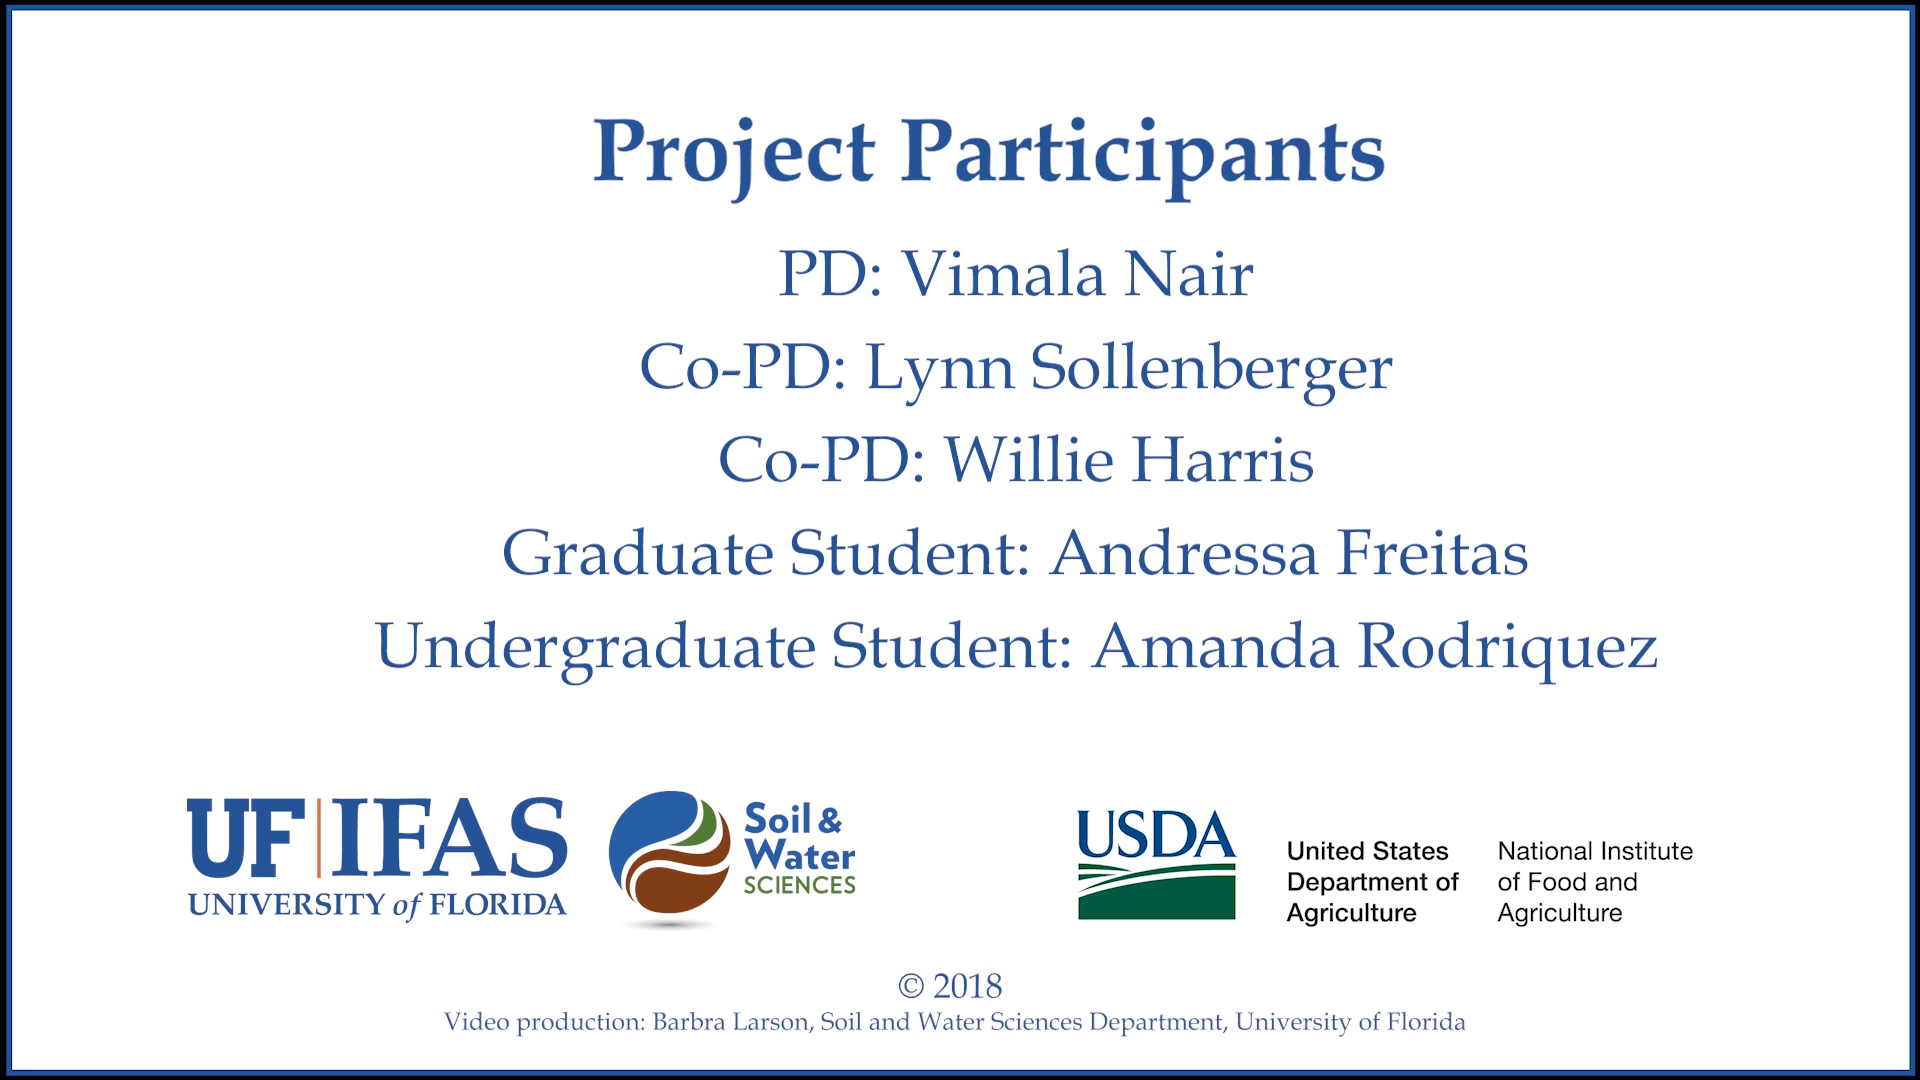 Project Participants
PD: Vimala Nair
Co-PD: Lynn Sollenberger
Co-PD: Willie Harris
Graduate Student: Andressa Freitas
Undergraduate Student: Amanda Rodriquez
UF IFAS
UNIVERSITY of FLORIDA
Soil &
Water
SCIENCES
USDA
United States
Department of
Agriculture
National Institute
of Food and
Agriculture
© 2018
Video production: Barbra Larson, Soil and Water Sciences Department, University of Florida